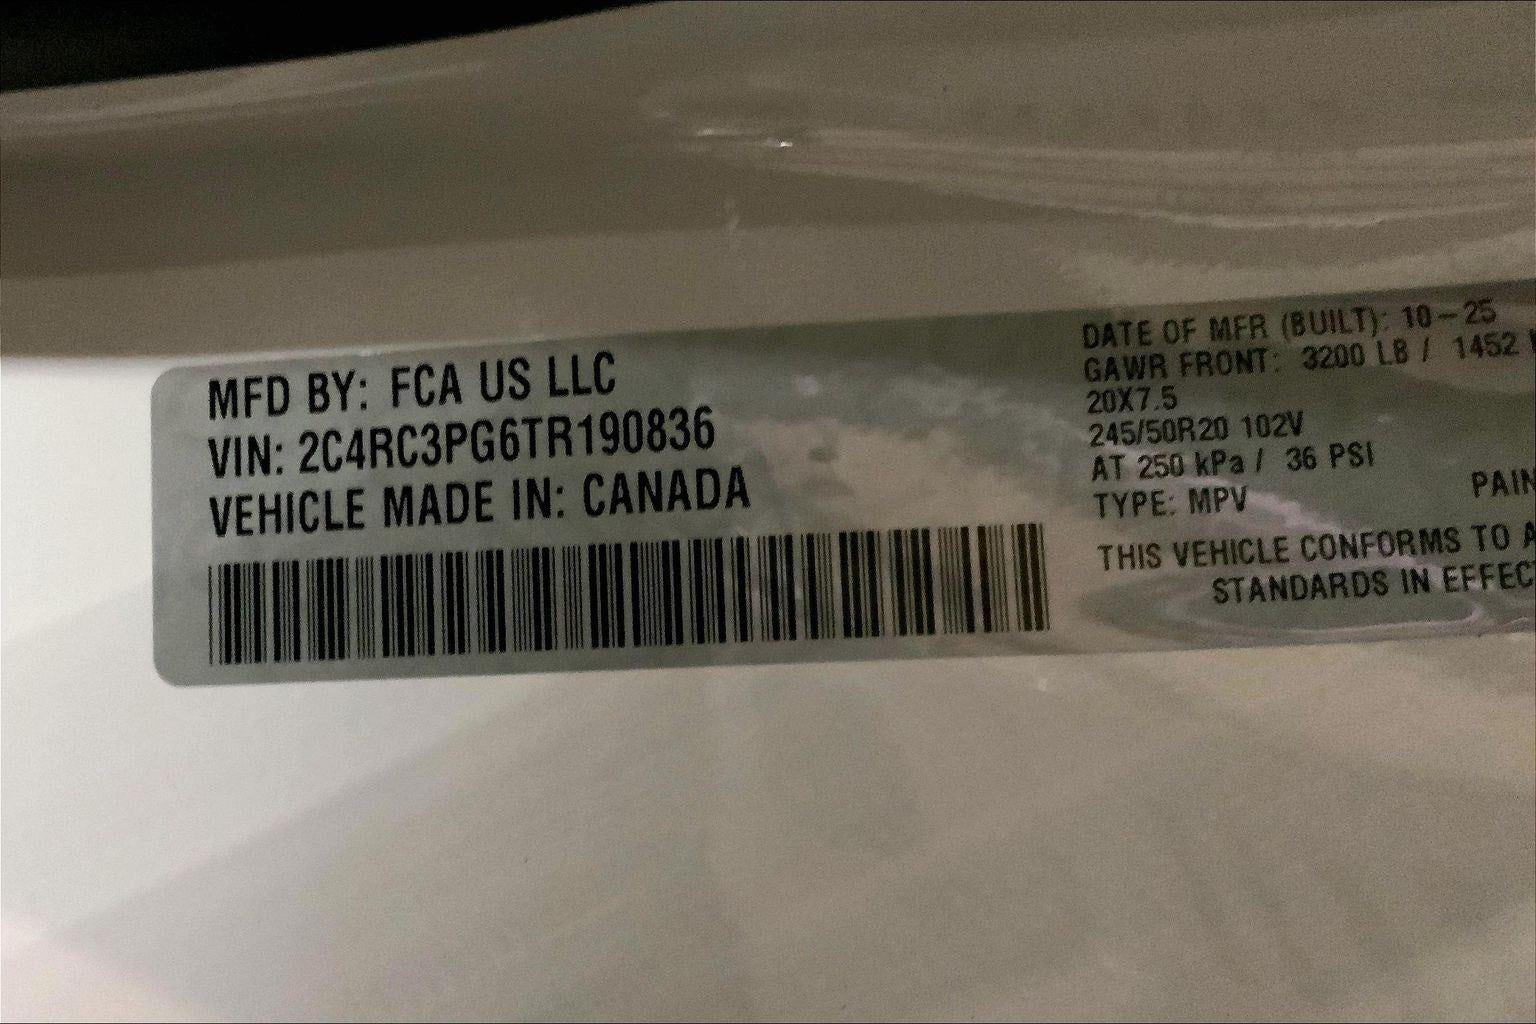 MFD BY: FCA US LLC
VIN: 2C4RC3PG6TR190836
VEHICLE MADE IN: CANADA
DATE OF MFR (BUILT): 10-25
GAWR FRONT: 3200 LB / 1452
20X7.5
245/50R20 102V
AT 250 kPa / 36 PSI
TYPE: MPV
PAIN
THIS VEHICLE CONFORMS TO A
STANDARDS IN EFFEC